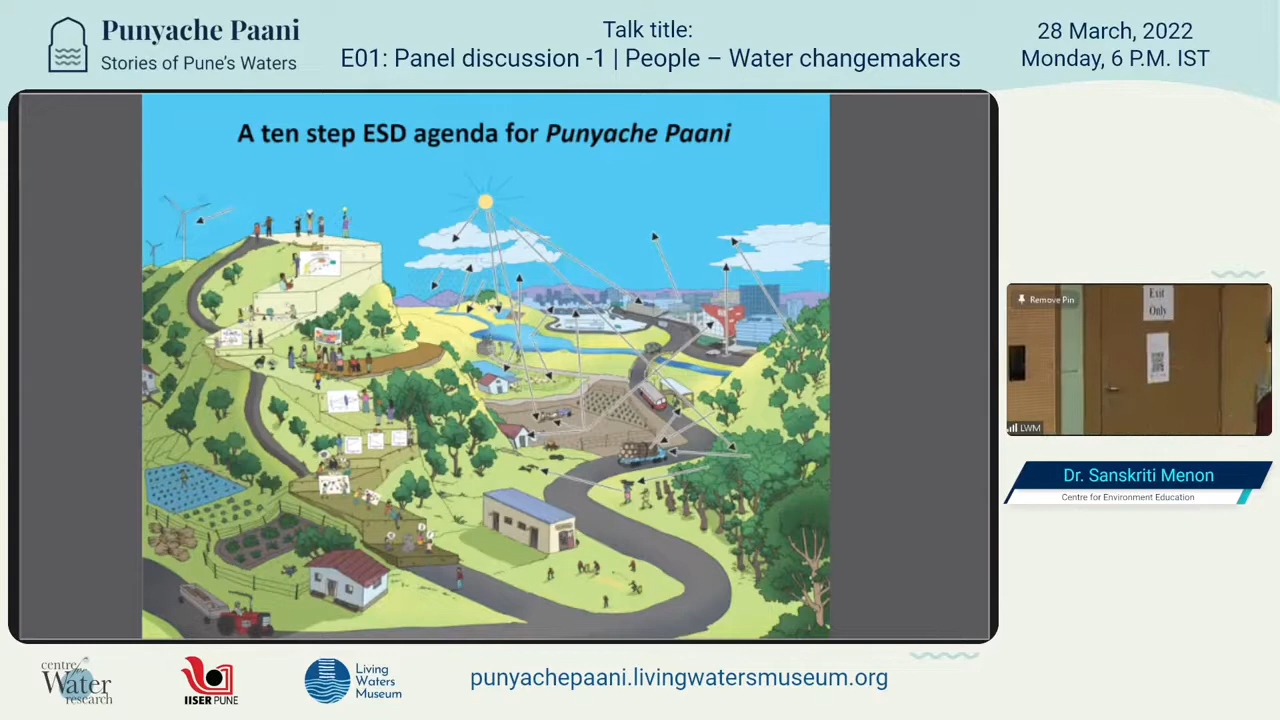 Punyache Paani
Stories of Pune's Waters
Talk title:
E01: Panel discussion -1 | People – Water changemakers
28 March, 2022
Monday, 6 P.M. IST
A ten step ESD agenda for Punyache Paani
Remove Pin
Exit
Only
LWM
Dr. Sanskriti Menon
Centre for Environment Education
centre
for
Water
research
IISER PUNE
Living
Waters
Museum
punyachepaani.livingwatersmuseum.org